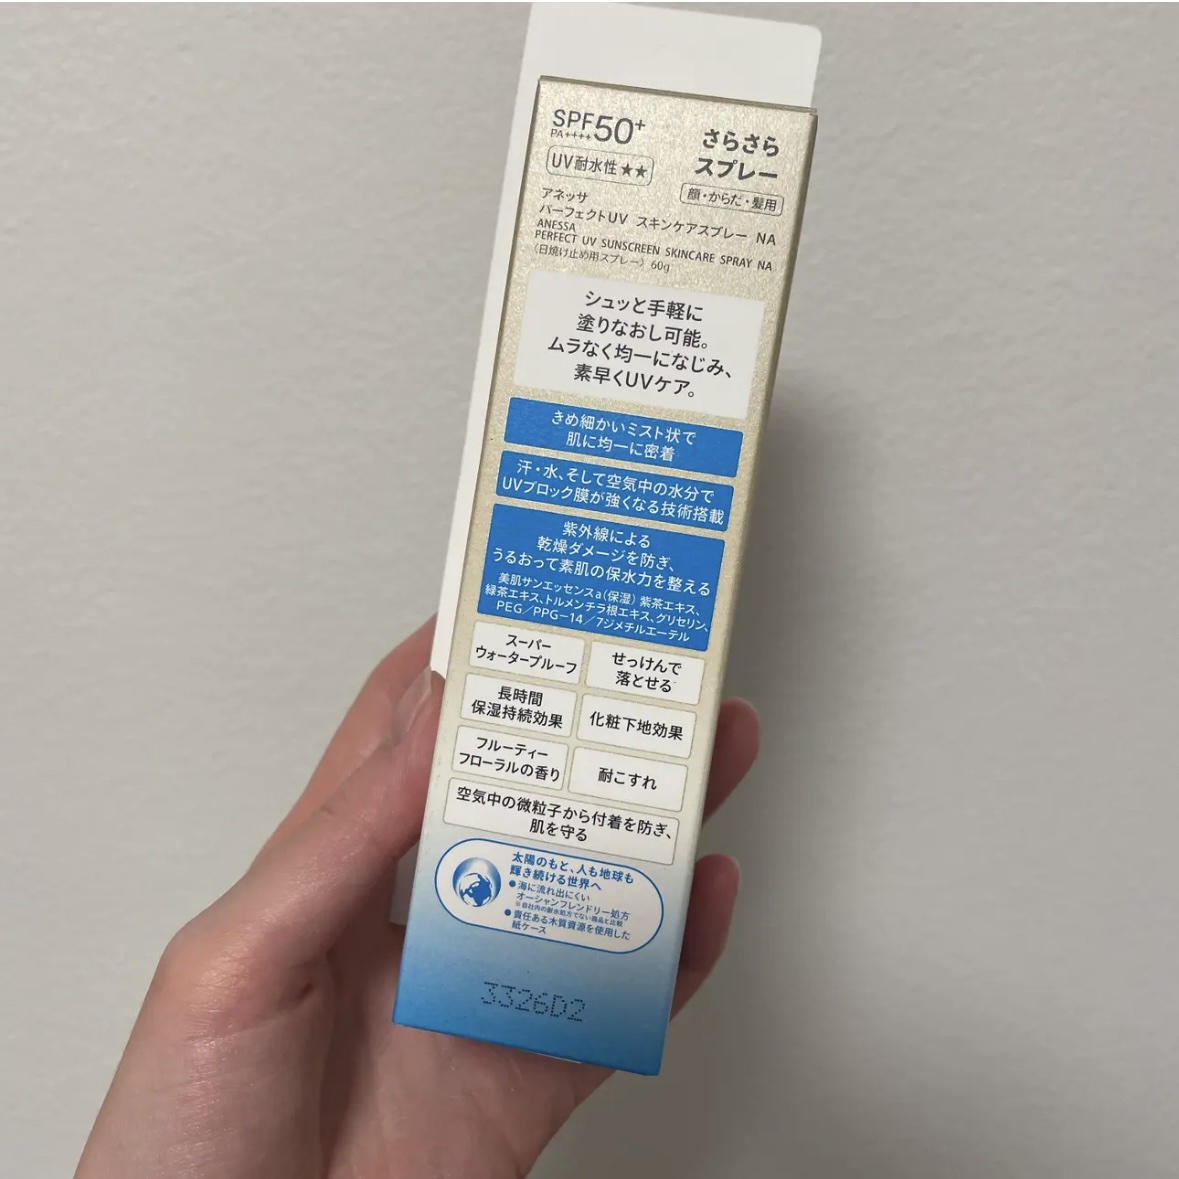 SPF50+
PA++++
UV耐水性★★
さらさら
スプレー
顔・からだ・髪用
アネッサ
パーフェクトUV スキンケアスプレー NA
ANESSA
PERFECT UV SUNSCREEN SKINCARE SPRAY NA
(日焼け止め用スプレー) 60g
シュッと手軽に
塗りなおし可能。
ムラなく均一になじみ、
素早くUVケア。
きめ細かいミスト状で
肌に均一に密着
汗・水、そして空気中の水分で
UVブロック膜が強くなる技術搭載
紫外線による
乾燥ダメージを防ぎ、
うるおって素肌の保水力を整える
美肌サンエッセンスa(保湿) 紫茶エキス、
緑茶エキス、トルメンチラ根エキス、グリセリン、
PEG/PPG-14/7ジメチルエーテル
スーパー
ウォータープルーフ
せっけんで
落とせる
長時間
保湿持続効果
化粧下地効果
フルーティー
フローラルの香り
耐こすれ
空気中の微粒子から付着を防ぎ、
肌を守る
太陽のもと、人も地球も
輝き続ける世界へ
●海に流れ出にくい
オーシャンフレンドリー処方
※自社内の耐水処方でない商品と比較
●責任ある木質資源を使用した
紙ケース
3326D2